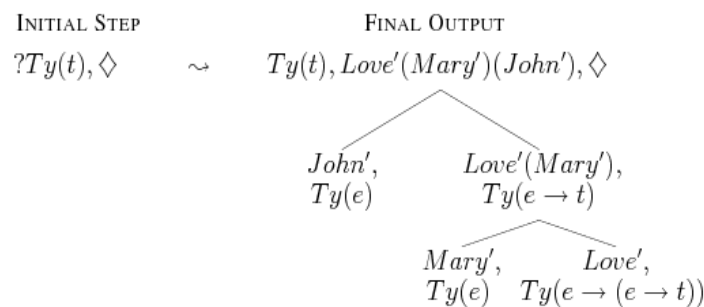 INITIAL STEP FINAL OUTPUT
?Ty(t), ♢ ⇝ Ty(t), Love′(Mary′)(John′), ♢
John′, Love′(Mary′),
Ty(e) Ty(e → t)
Mary′, Love′,
Ty(e) Ty(e → (e → t))